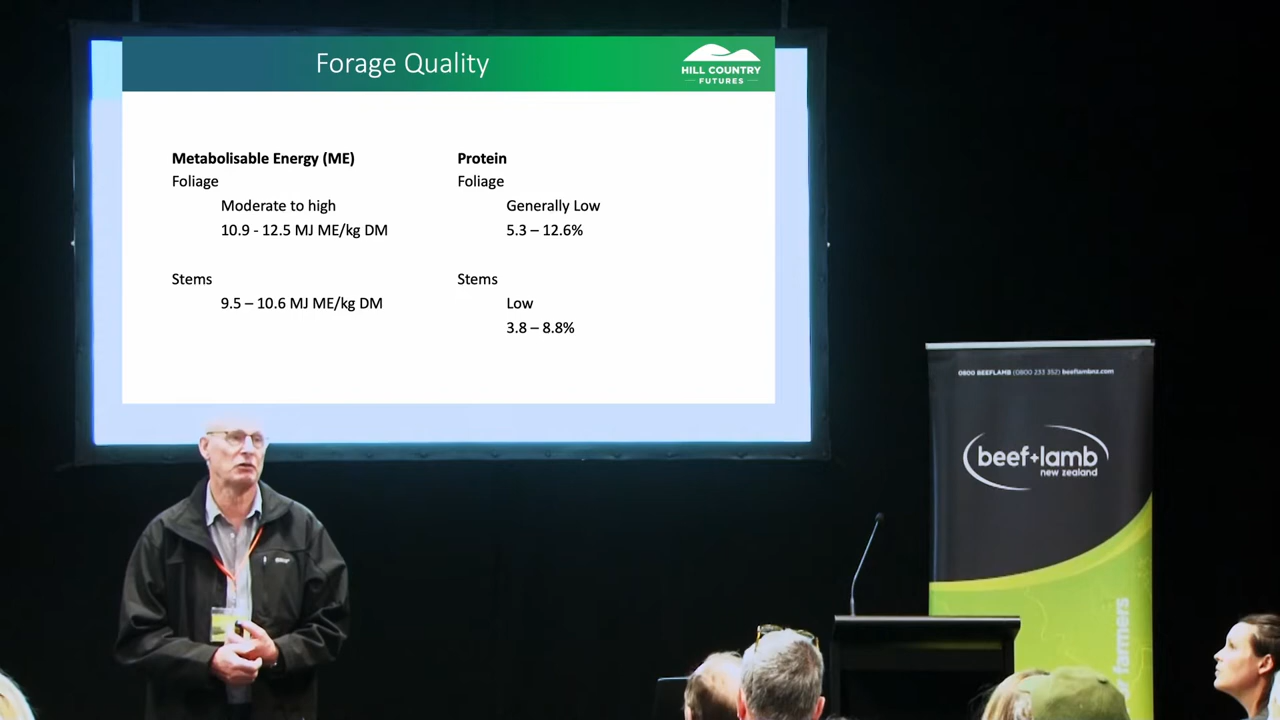 Forage Quality
HILL COUNTRY
FUTURES
Metabolisable Energy (ME)
Foliage
Moderate to high
10.9 - 12.5 MJ ME/kg DM
Stems
9.5 – 10.6 MJ ME/kg DM
Protein
Foliage
Generally Low
5.3 – 12.6%
Stems
Low
3.8 – 8.8%
0800 BEEFLAMB (0800 233 352) beeflambnz.com
beef+lamb
new zealand
farmers